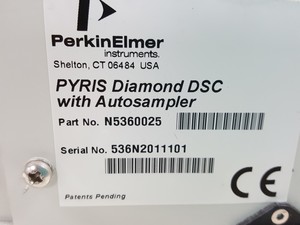 PerkinElmer
instruments.
Shelton, CT 06484 USA
PYRIS Diamond DSC
with Autosampler
Part No. N5360025
Serial No. 536N2011101
Patents Pending
CE